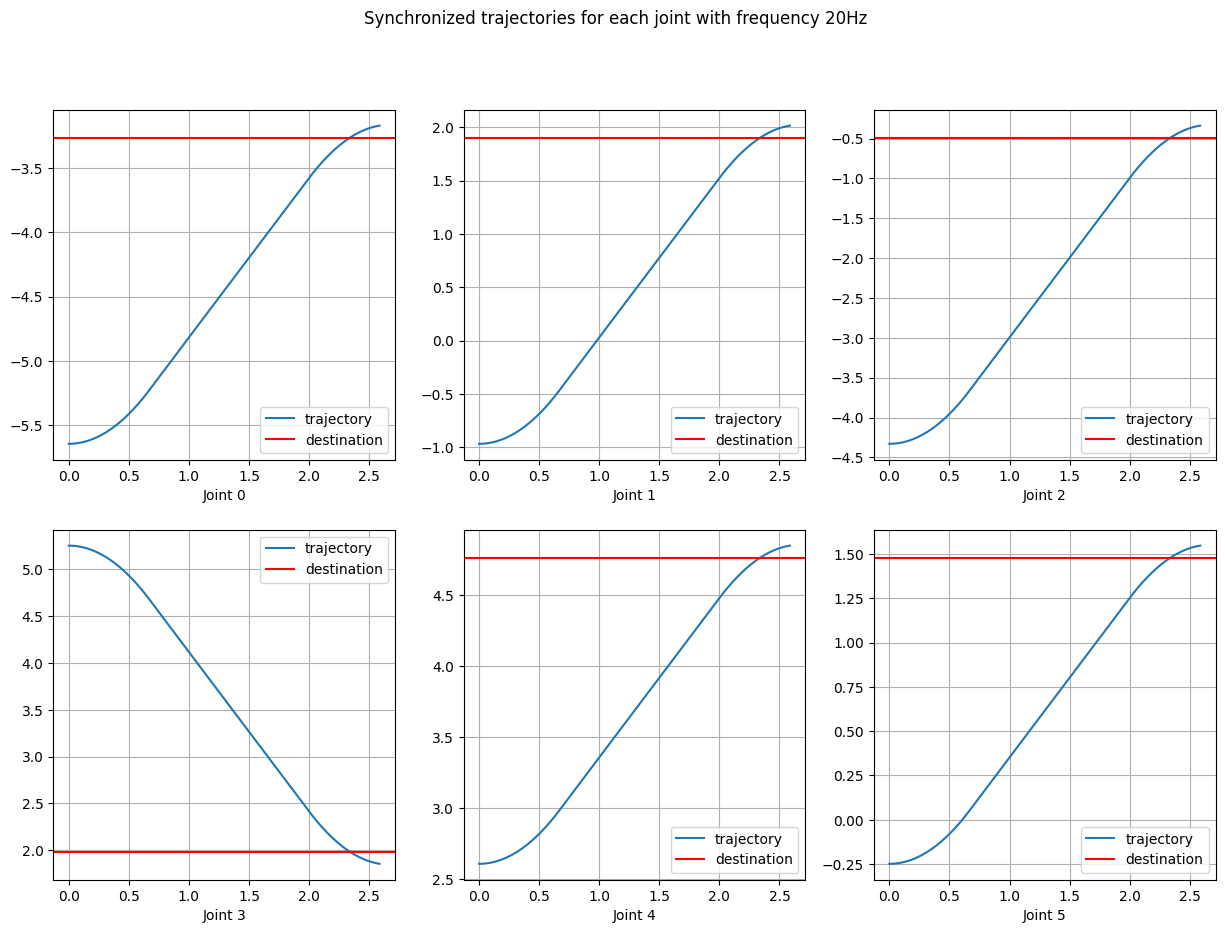 Synchronized trajectories for each joint with frequency 20Hz
−3.5
−4.0
−4.5
−5.0
−5.5
trajectory
destination
0.0 0.5 1.0 1.5 2.0 2.5
Joint 0
2.0
1.5
1.0
0.5
0.0
−0.5
−1.0
trajectory
destination
0.0 0.5 1.0 1.5 2.0 2.5
Joint 1
−0.5
−1.0
−1.5
−2.0
−2.5
−3.0
−3.5
−4.0
−4.5
trajectory
destination
0.0 0.5 1.0 1.5 2.0 2.5
Joint 2
trajectory
destination
5.0
4.5
4.0
3.5
3.0
2.5
2.0
0.0 0.5 1.0 1.5 2.0 2.5
Joint 3
4.5
4.0
3.5
3.0
2.5
trajectory
destination
0.0 0.5 1.0 1.5 2.0 2.5
Joint 4
1.50
1.25
1.00
0.75
0.50
0.25
0.00
−0.25
trajectory
destination
0.0 0.5 1.0 1.5 2.0 2.5
Joint 5